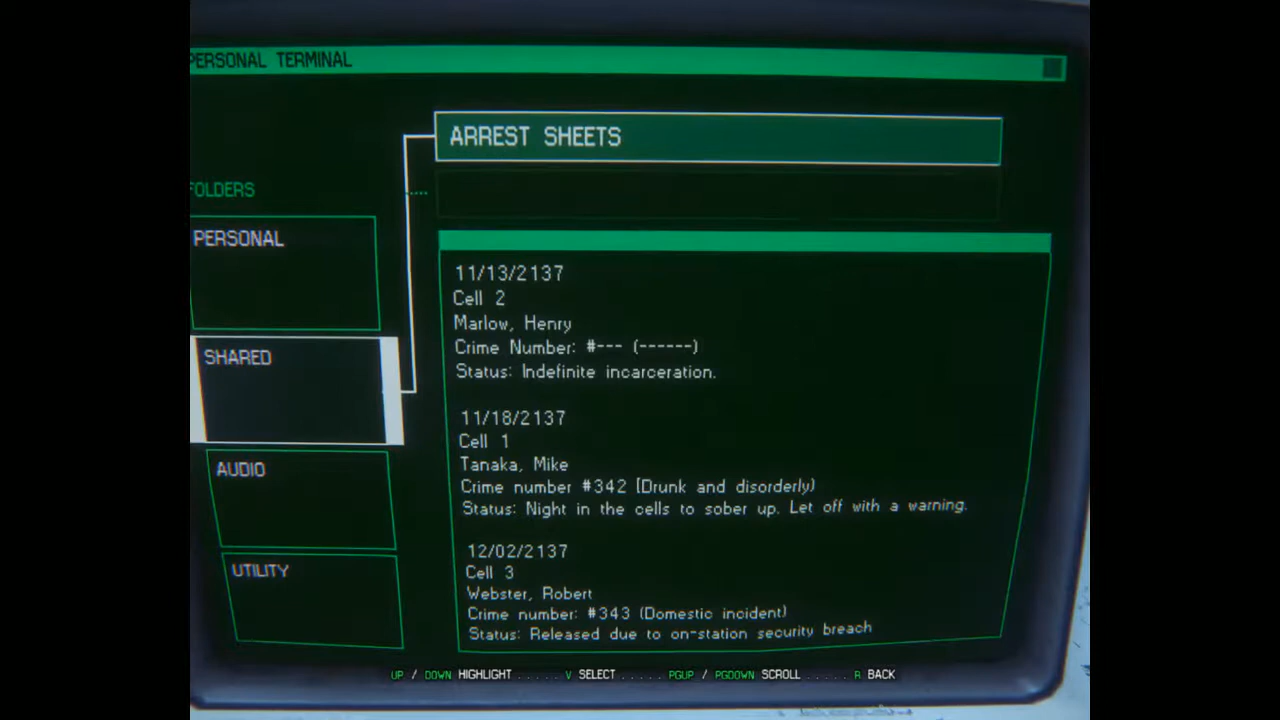 PERSONAL TERMINAL
ARREST SHEETS
FOLDERS
PERSONAL
SHARED
AUDIO
UTILITY
11/13/2137
Cell 2
Marlow, Henry
Crime Number: #--- (------)
Status: Indefinite incarceration.
11/18/2137
Cell 1
Tanaka, Mike
Crime number #342 (Drunk and disorderly)
Status: Night in the cells to sober up. Let off with a warning.
12/02/2137
Cell 3
Webster, Robert
Crime number: #343 (Domestic incident)
Status: Released due to on-station security breach
UP / DOWN HIGHLIGHT ..... V SELECT ..... PGUP / PGDOWN SCROLL ..... R BACK